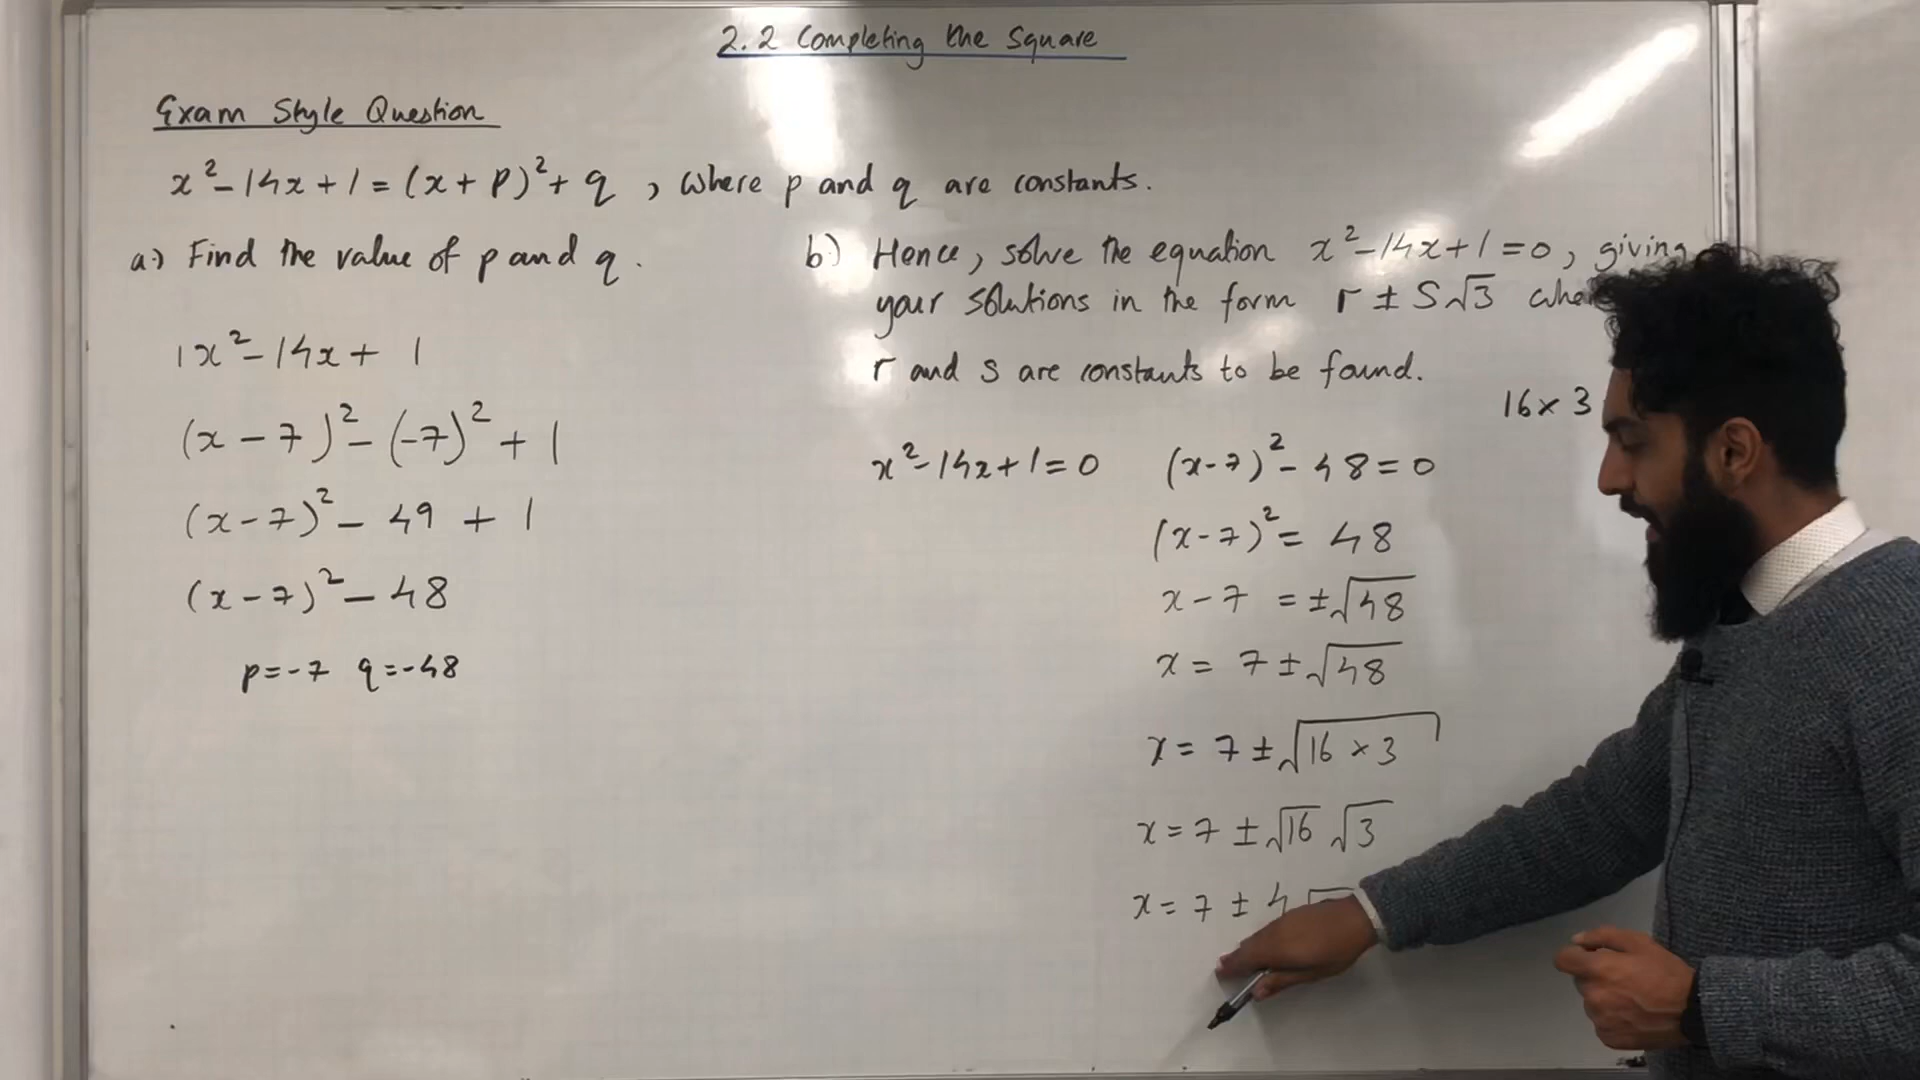 2.2 Completing the Square
Exam Style Question
x² - 14x + 1 = (x + p)² + q , where p and q are constants.
a) Find the value of p and q .
1x² - 14x + 1
(x - 7)² - (-7)² + 1
(x - 7)² - 49 + 1
(x - 7)² - 48
p = -7 q = -48
b) Hence, solve the equation x² - 14x + 1 = 0, giving
your solutions in the form r ± S√3
r and s are constants to be found.
16 × 3
x² - 14x + 1 = 0 (x - 7)² - 48 = 0
(x - 7)² = 48
x - 7 = ±√48
x = 7 ± √48
x = 7 ± √16 × 3
x = 7 ± √16 √3
x = 7 ± 4